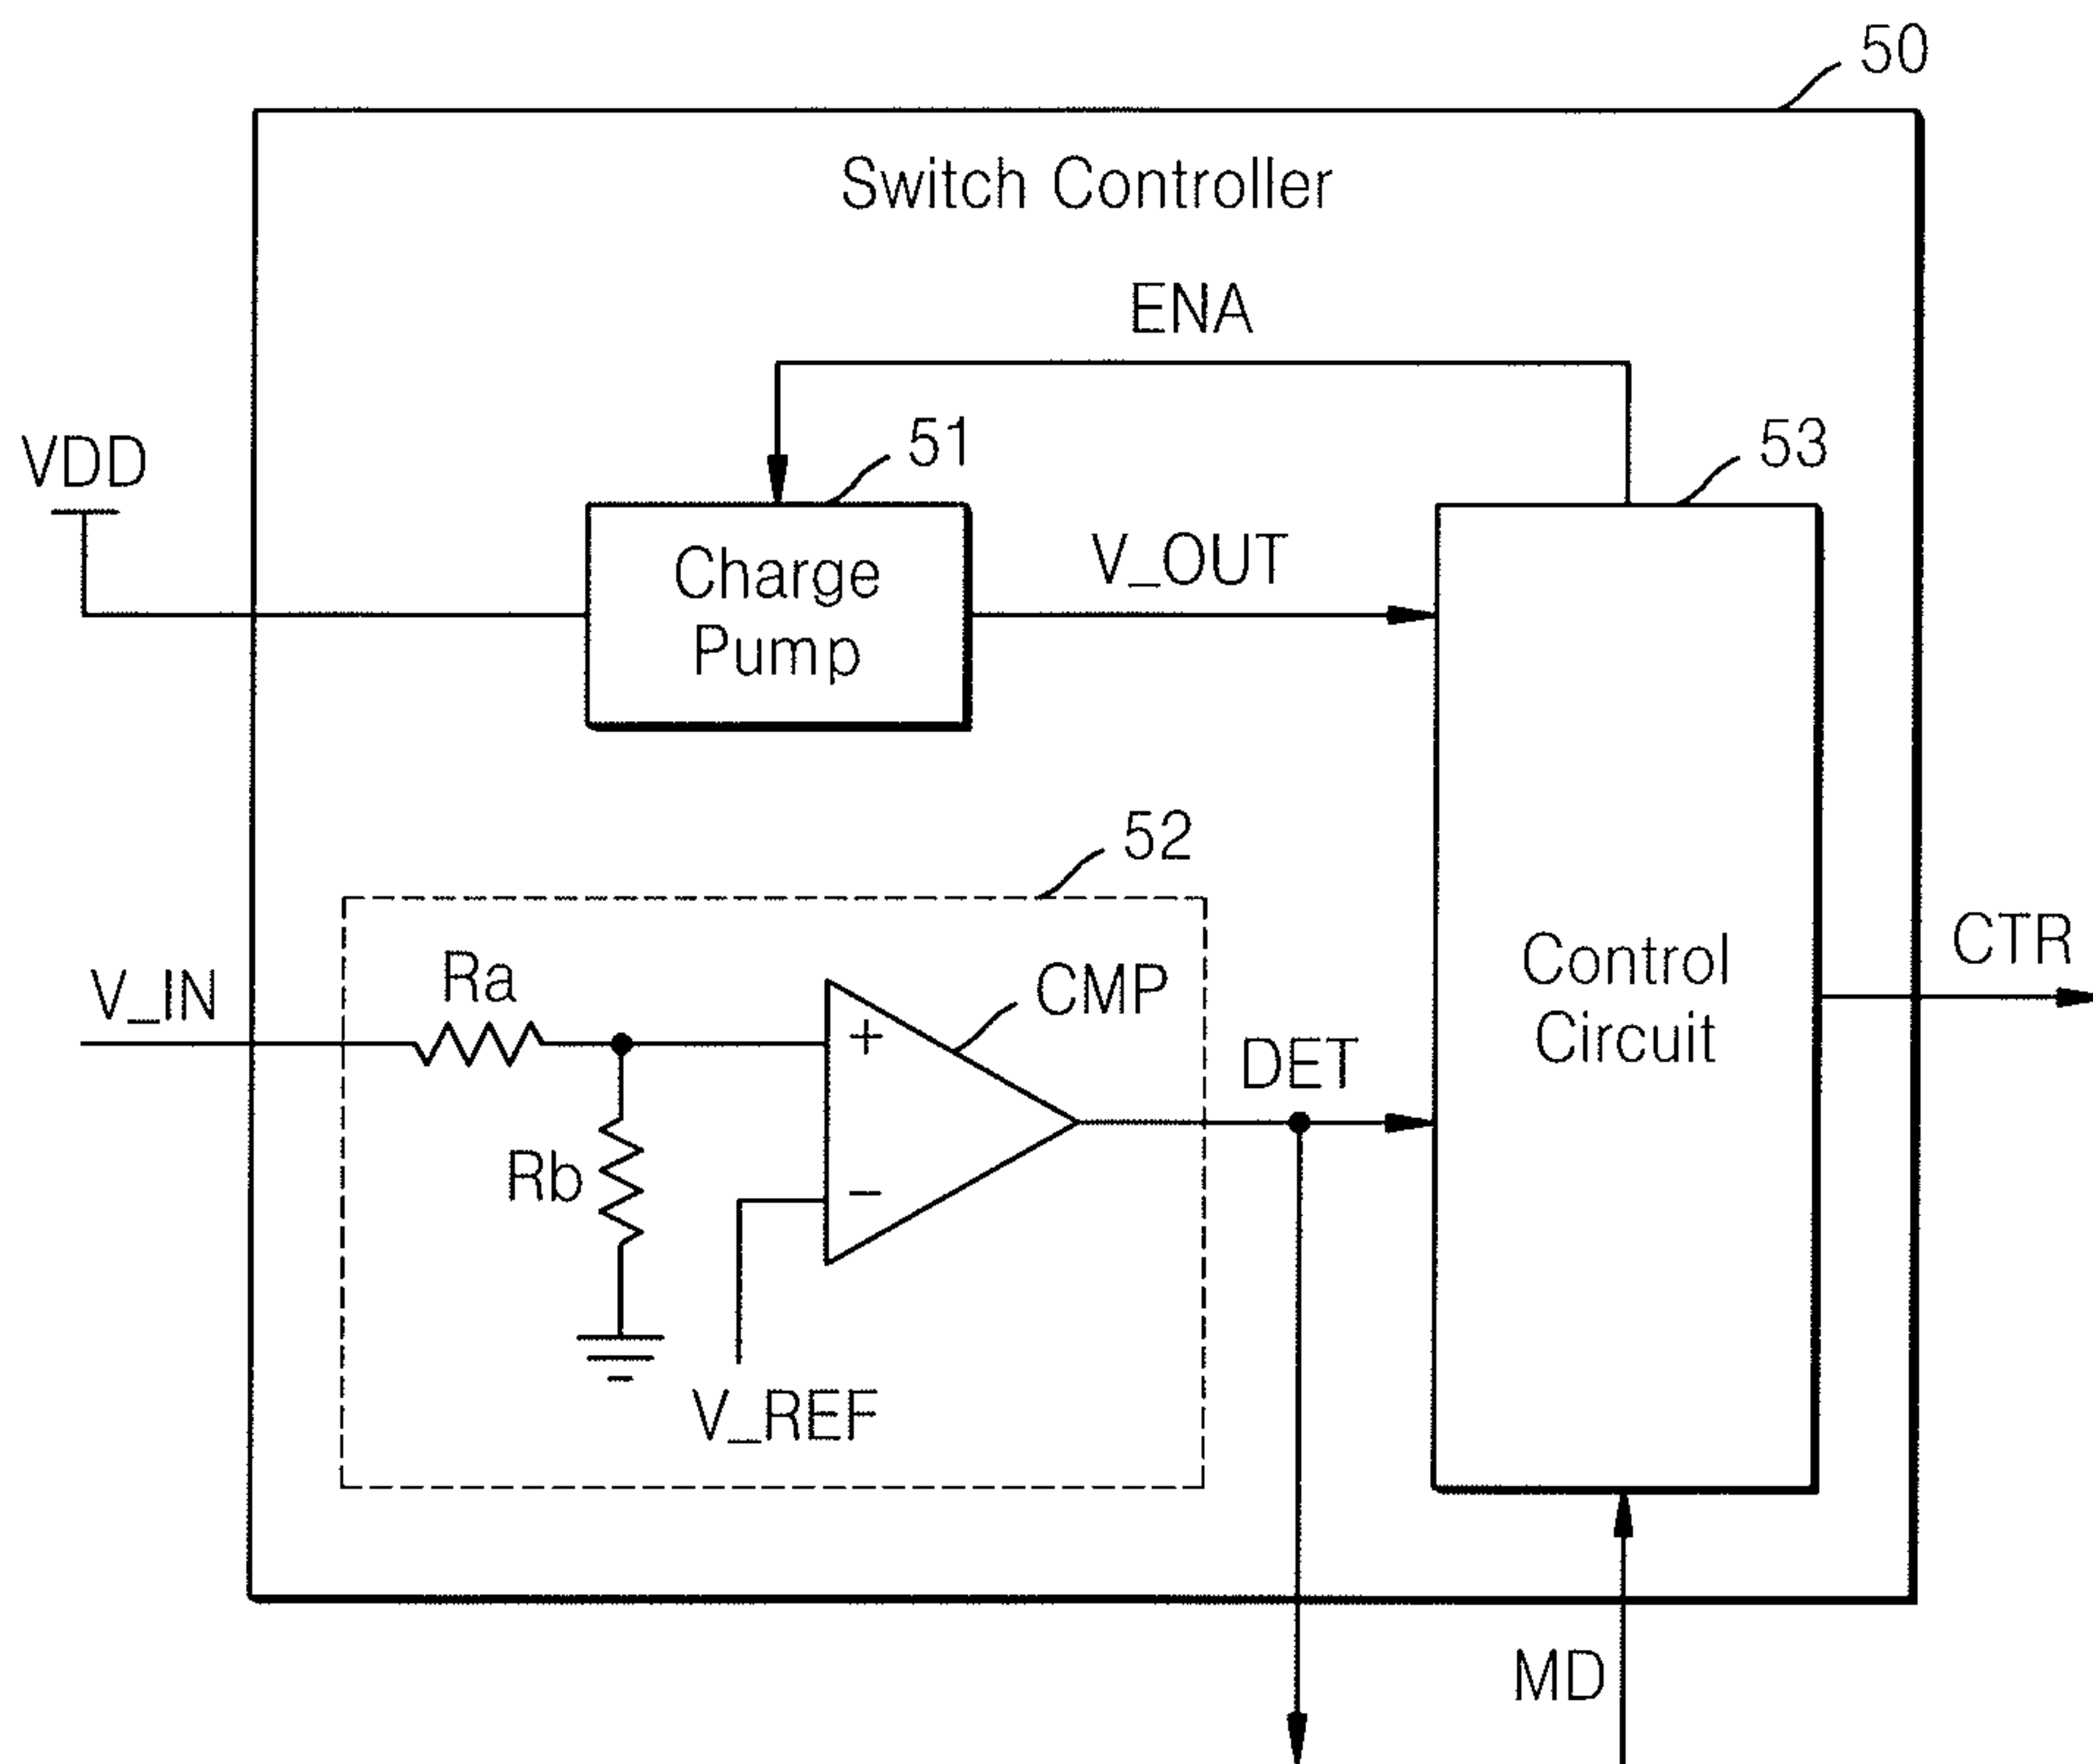 50
Switch Controller
ENA
VDD
51
53
Charge
Pump
V_OUT
52
V_IN
Ra
+
CMP
Control
Circuit
CTR
DET
Rb
−
V_REF
MD